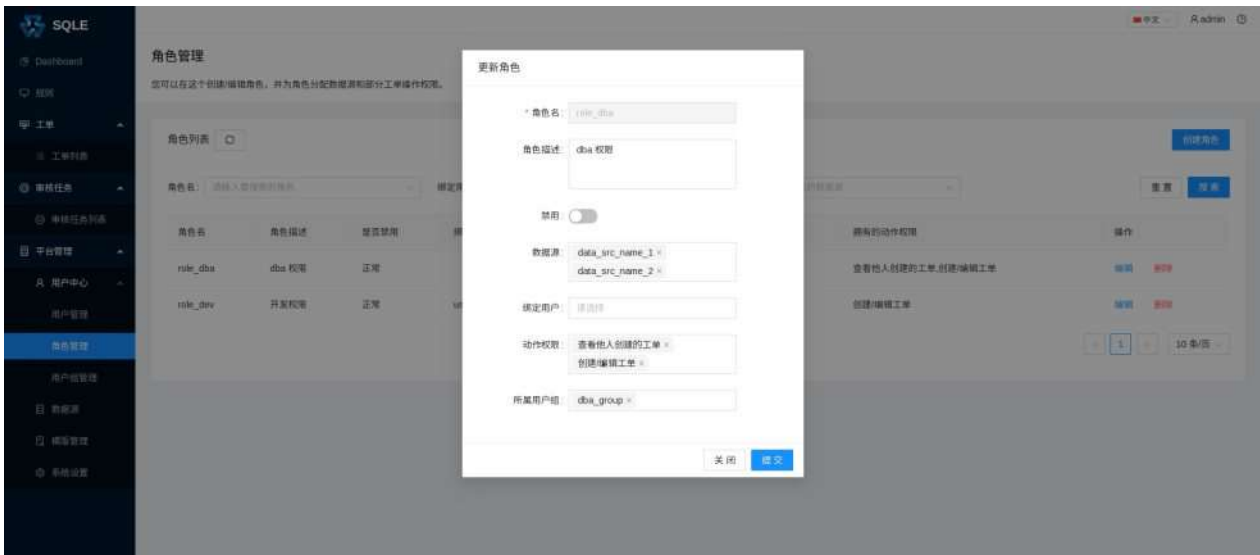 SQLE
中文
admin
Dashboard
规则
工单
工单列表
审核任务
审核任务列表
平台管理
用户中心
用户管理
角色管理
用户组管理
数据源
模版管理
系统设置
角色管理
您可以在这个创建/编辑角色，并为角色分配数据源和部分工单操作权限。
角色列表
创建角色
角色名:
重置
搜索
角色名 角色描述 是否禁用 拥有的动作权限 操作
role_dba dba 权限 正常 查看他人创建的工单,创建/编辑工单 编辑 删除
role_dev 开发权限 正常 创建/编辑工单 编辑 删除
1
10 条/页
更新角色
* 角色名: role_dba
角色描述: dba 权限
禁用:
数据源: data_src_name_1 ×
data_src_name_2 ×
绑定用户: 请选择
动作权限: 查看他人创建的工单 ×
创建/编辑工单 ×
所属用户组: dba_group ×
关闭
提交